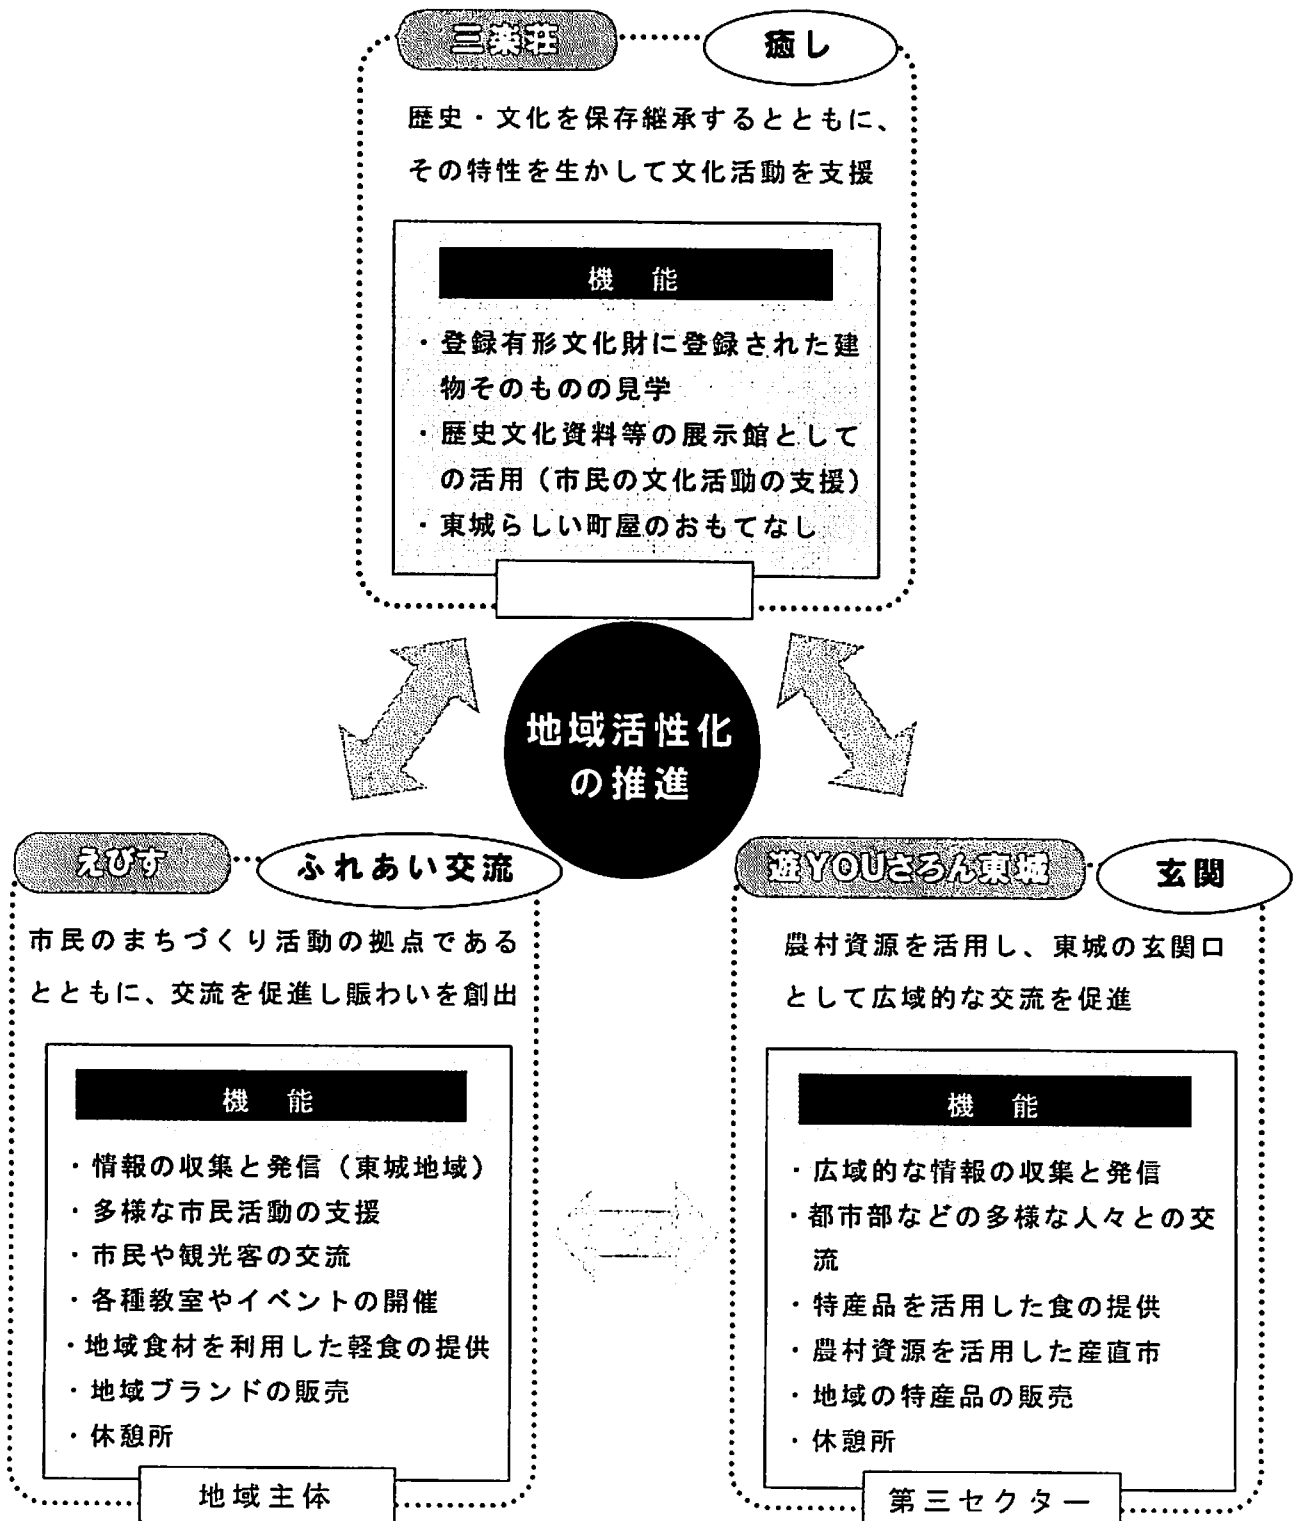 三楽荘
癒し
歴史・文化を保存継承するとともに、
その特性を生かして文化活動を支援
機 能
・登録有形文化財に登録された建
物そのものの見学
・歴史文化資料等の展示館として
の活用（市民の文化活動の支援）
・東城らしい町屋のおもてなし
地域活性化
の推進
えびす
ふれあい交流
市民のまちづくり活動の拠点である
とともに、交流を促進し賑わいを創出
機 能
・情報の収集と発信（東城地域）
・多様な市民活動の支援
・市民や観光客の交流
・各種教室やイベントの開催
・地域食材を利用した軽食の提供
・地域ブランドの販売
・休憩所
地域主体
遊YOUさろん東城
玄関
農村資源を活用し、東城の玄関口
として広域的な交流を促進
機 能
・広域的な情報の収集と発信
・都市部などの多様な人々との交
流
・特産品を活用した食の提供
・農村資源を活用した産直市
・地域の特産品の販売
・休憩所
第三セクター